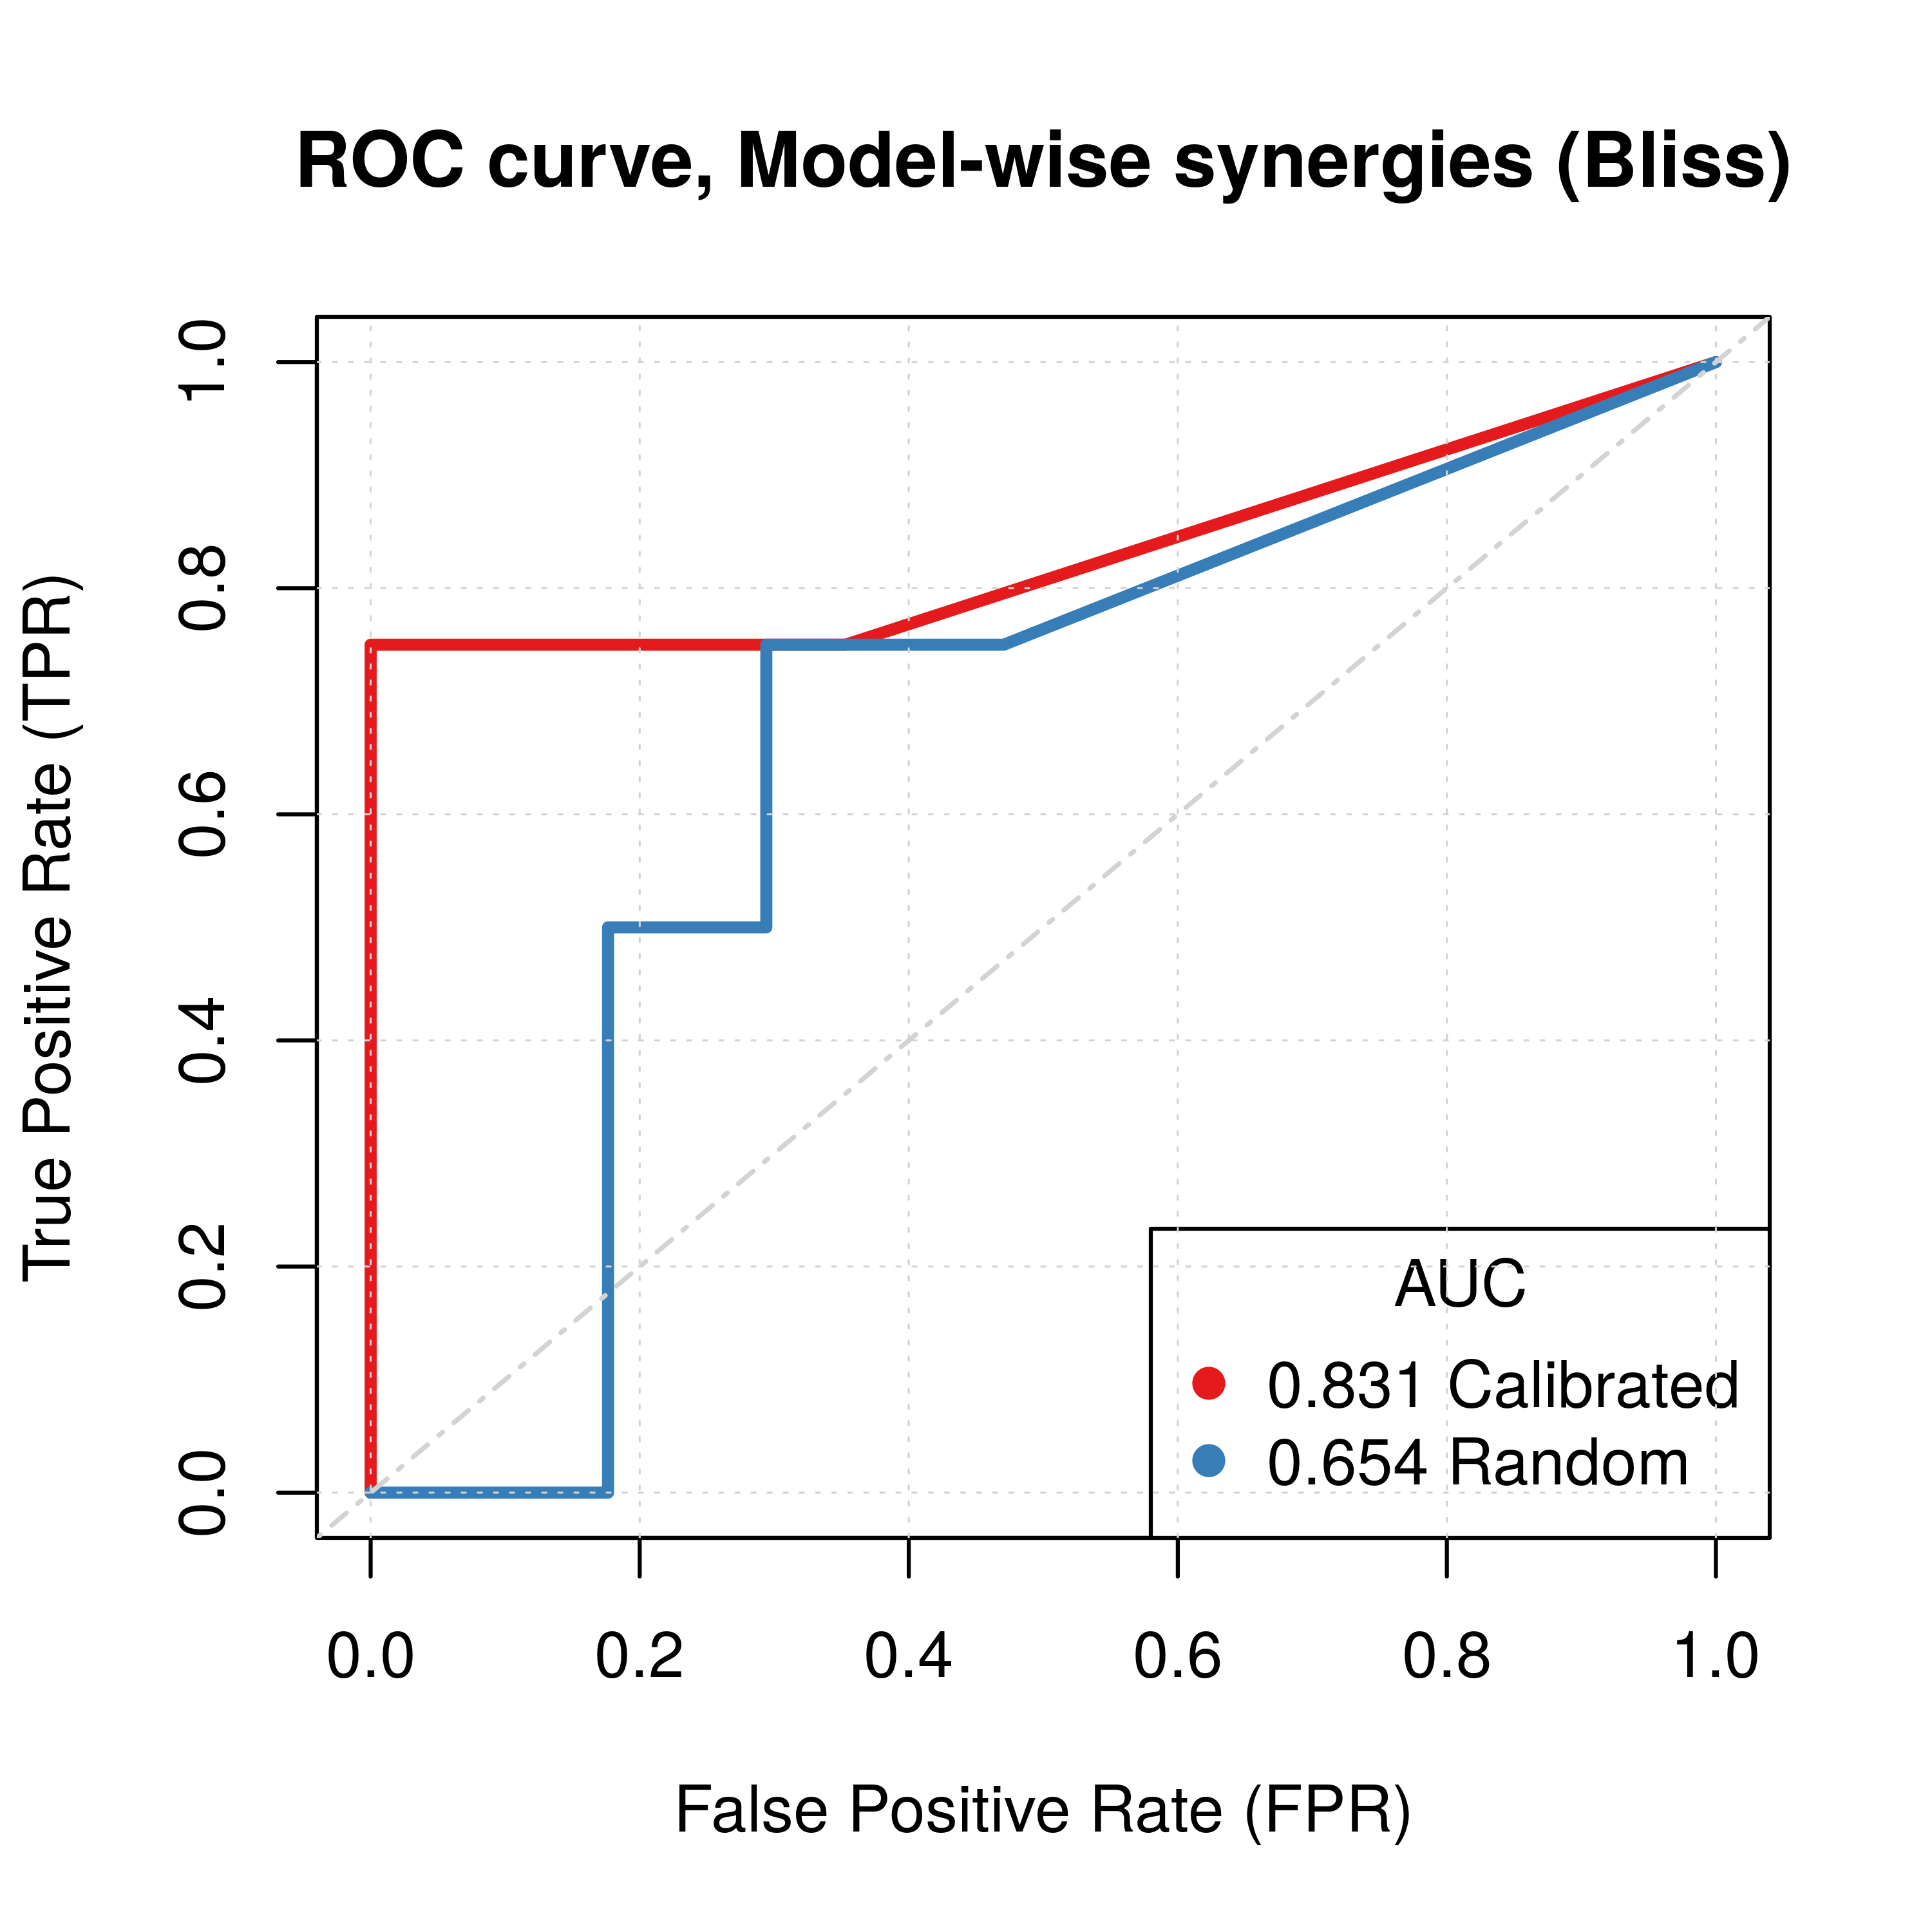 ROC curve, Model-wise synergies (Bliss)
True Positive Rate (TPR)
1.0
0.8
0.6
0.4
0.2
0.0
AUC
0.831 Calibrated
0.654 Random
0.0 0.2 0.4 0.6 0.8 1.0
False Positive Rate (FPR)